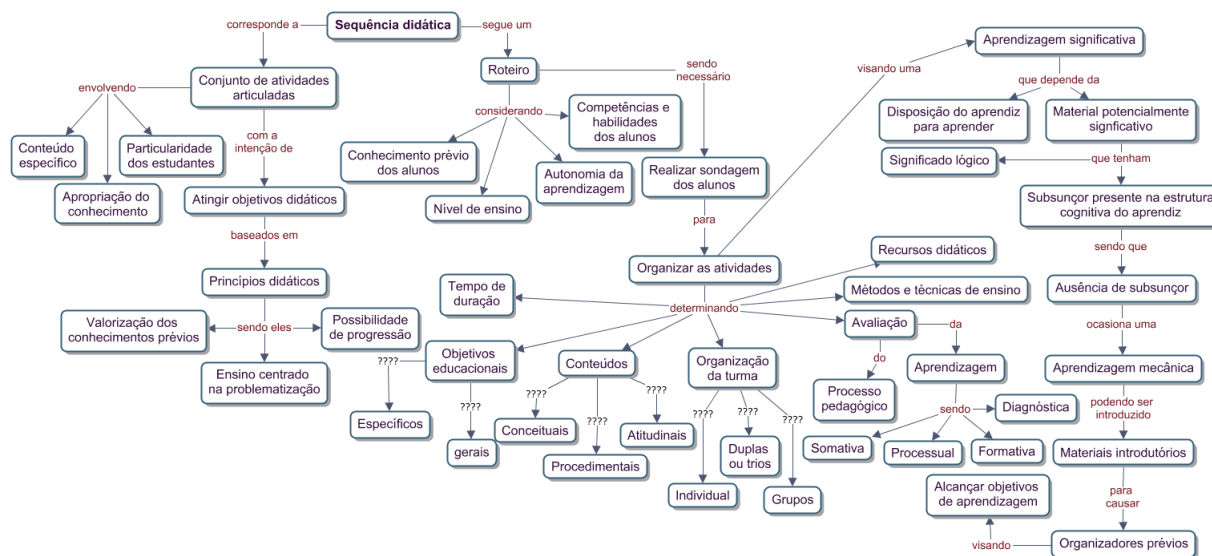 corresponde a
Sequência didática
segue um
Conjunto de atividades
articuladas
envolvendo
Conteúdo
específico
Particularidade
dos estudantes
Apropriação do
conhecimento
com a
intenção de
Atingir objetivos didáticos
baseados em
Princípios didáticos
sendo eles
Valorização dos
conhecimentos prévios
Possibilidade
de progressão
Ensino centrado
na problematização
Roteiro
considerando
Competências e
habilidades
dos alunos
Conhecimento prévio
dos alunos
Autonomia da
aprendizagem
Nível de ensino
sendo
necessário
Realizar sondagem
dos alunos
para
Organizar as atividades
determinando
Tempo de
duração
Recursos didáticos
Métodos e técnicas de ensino
Objetivos
educacionais
????
????
Específicos
gerais
Conteúdos
????
????
????
Conceituais
Procedimentais
Atitudinais
Organização
da turma
????
????
????
Individual
Duplas
ou trios
Grupos
Avaliação
do
da
Processo
pedagógico
Aprendizagem
sendo
Diagnóstica
Somativa
Processual
Formativa
visando uma
Aprendizagem significativa
que depende da
Disposição do aprendiz
para aprender
Material potencialmente
signficativo
Significado lógico
que tenham
Subsunçor presente na estrutura
cognitiva do aprendiz
sendo que
Ausência de subsunçor
ocasiona uma
Aprendizagem mecânica
podendo ser
introduzido
Materiais introdutórios
para
causar
Organizadores prévios
visando
Alcançar objetivos
de aprendizagem